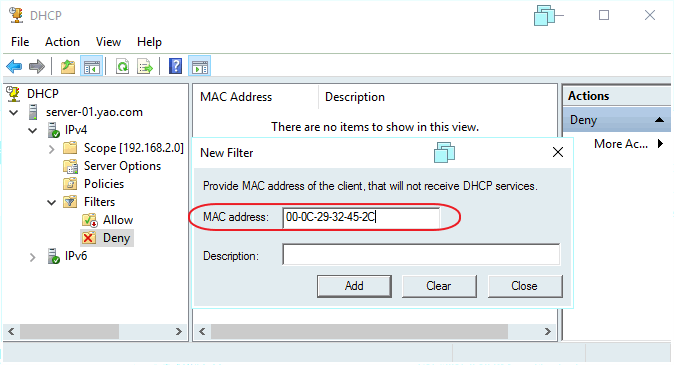 DHCP
File Action View Help
DHCP
server-01.yao.com
IPv4
Scope [192.168.2.0]
Server Options
Policies
Filters
Allow
Deny
IPv6
MAC Address Description
There are no items to show in this view.
New Filter
Provide MAC address of the client, that will not receive DHCP services.
MAC address: 00-0C-29-32-45-2C
Description:
Add Clear Close
Actions
Deny
More Ac...